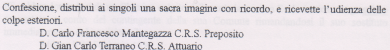 Confessione, distribuì ai singoli una sacra imagine con ricordo, e ricevette l'udienza delle
colpe esteriori.
D. Carlo Francesco Mantegazza C.R.S. Preposito
D. Gian Carlo Terraneo C.R.S. Attuario